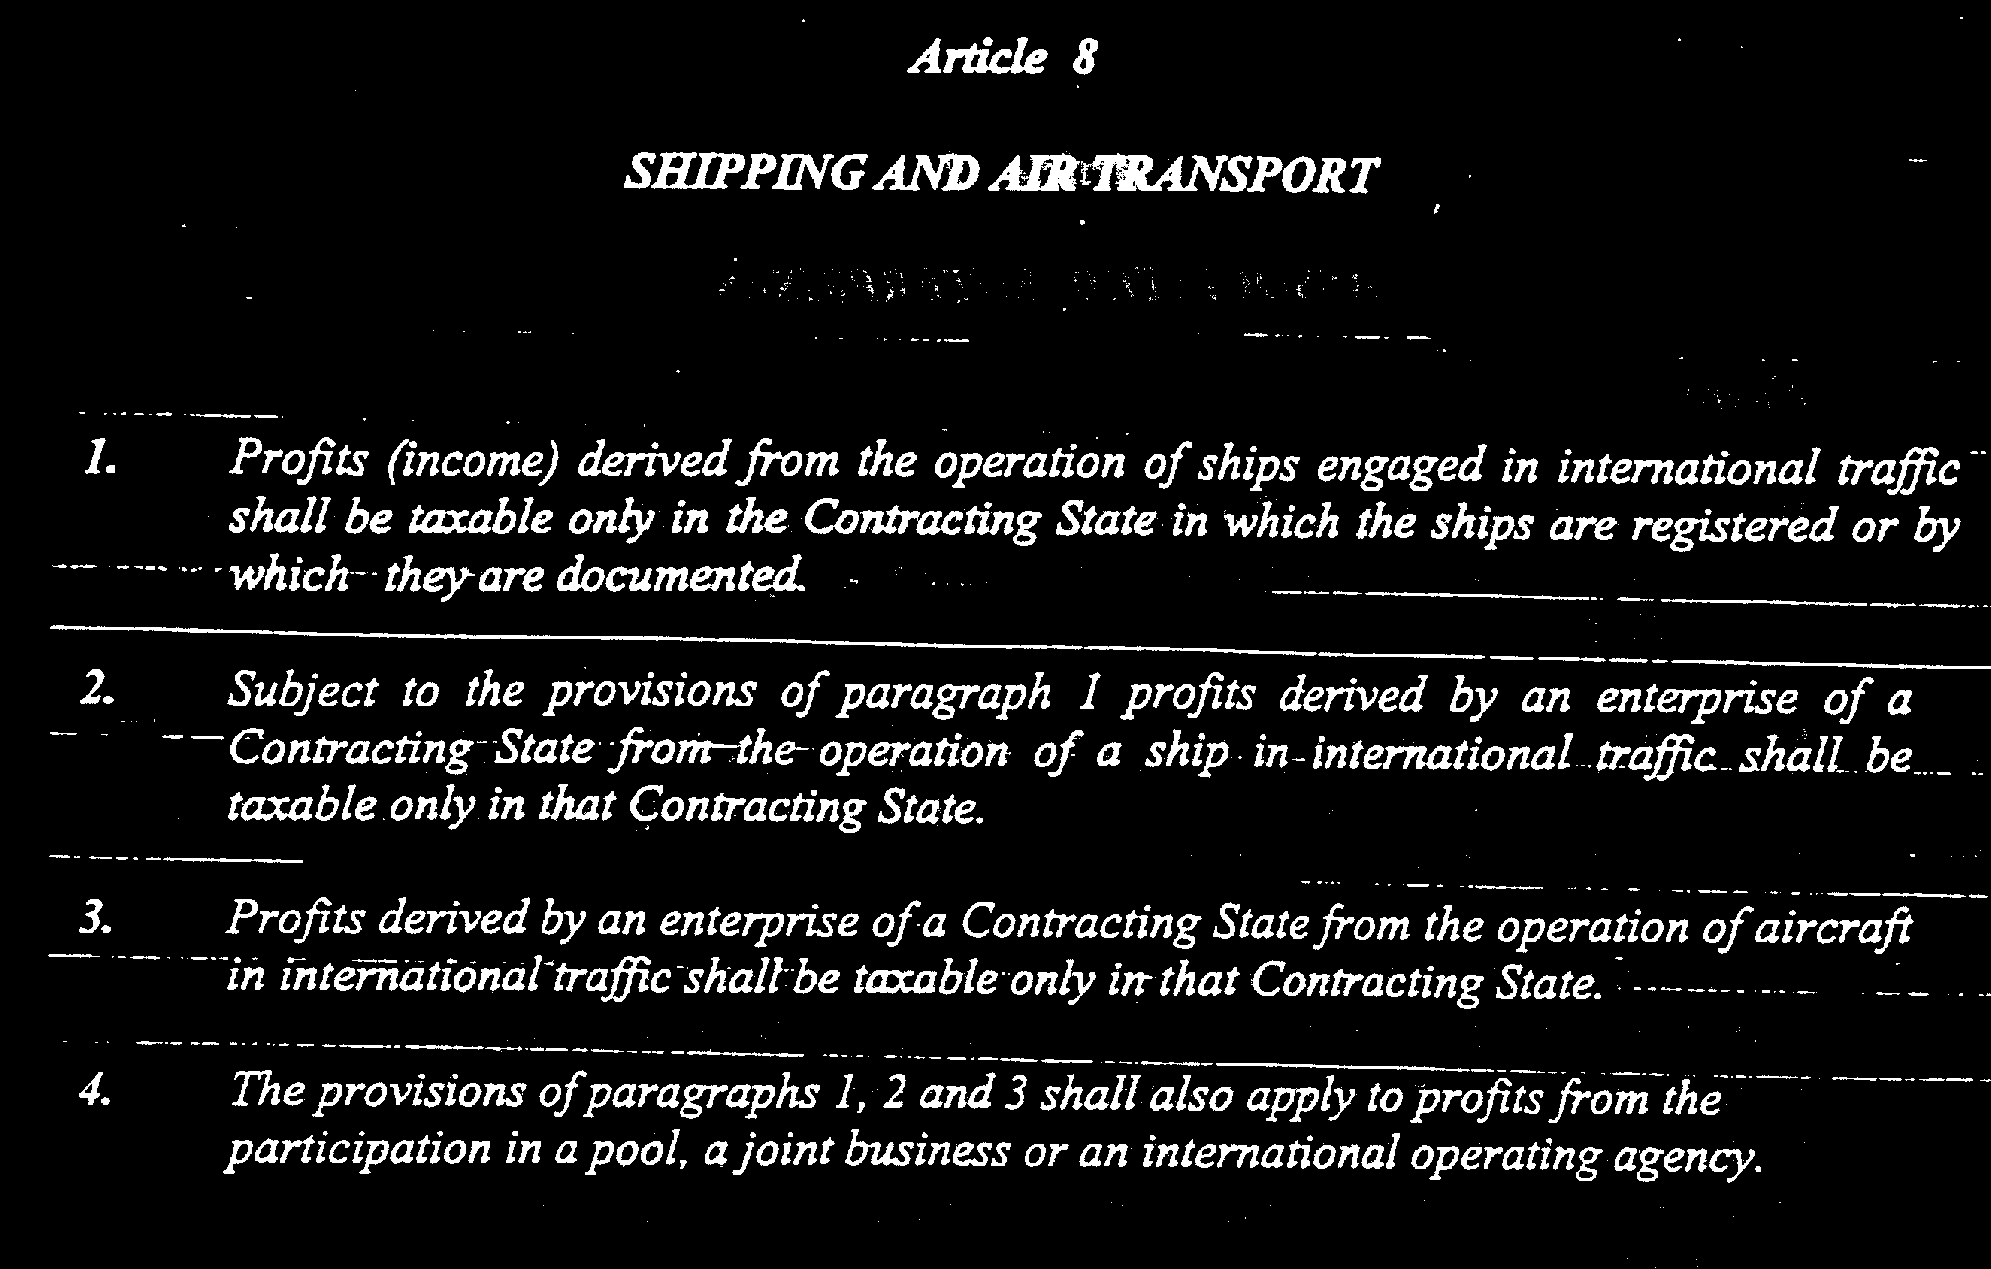 Article 8
SHIPPING AND AIR TRANSPORT
1. Profits (income) derived from the operation of ships engaged in international traffic
shall be taxable only in the Contracting State in which the ships are registered or by
which they are documented.
2. Subject to the provisions of paragraph 1 profits derived by an enterprise of a
Contracting State from the operation of a ship in international traffic shall be
taxable only in that Contracting State.
3. Profits derived by an enterprise of a Contracting State from the operation of aircraft
in international traffic shall be taxable only in that Contracting State.
4. The provisions of paragraphs 1, 2 and 3 shall also apply to profits from the
participation in a pool, a joint business or an international operating agency.